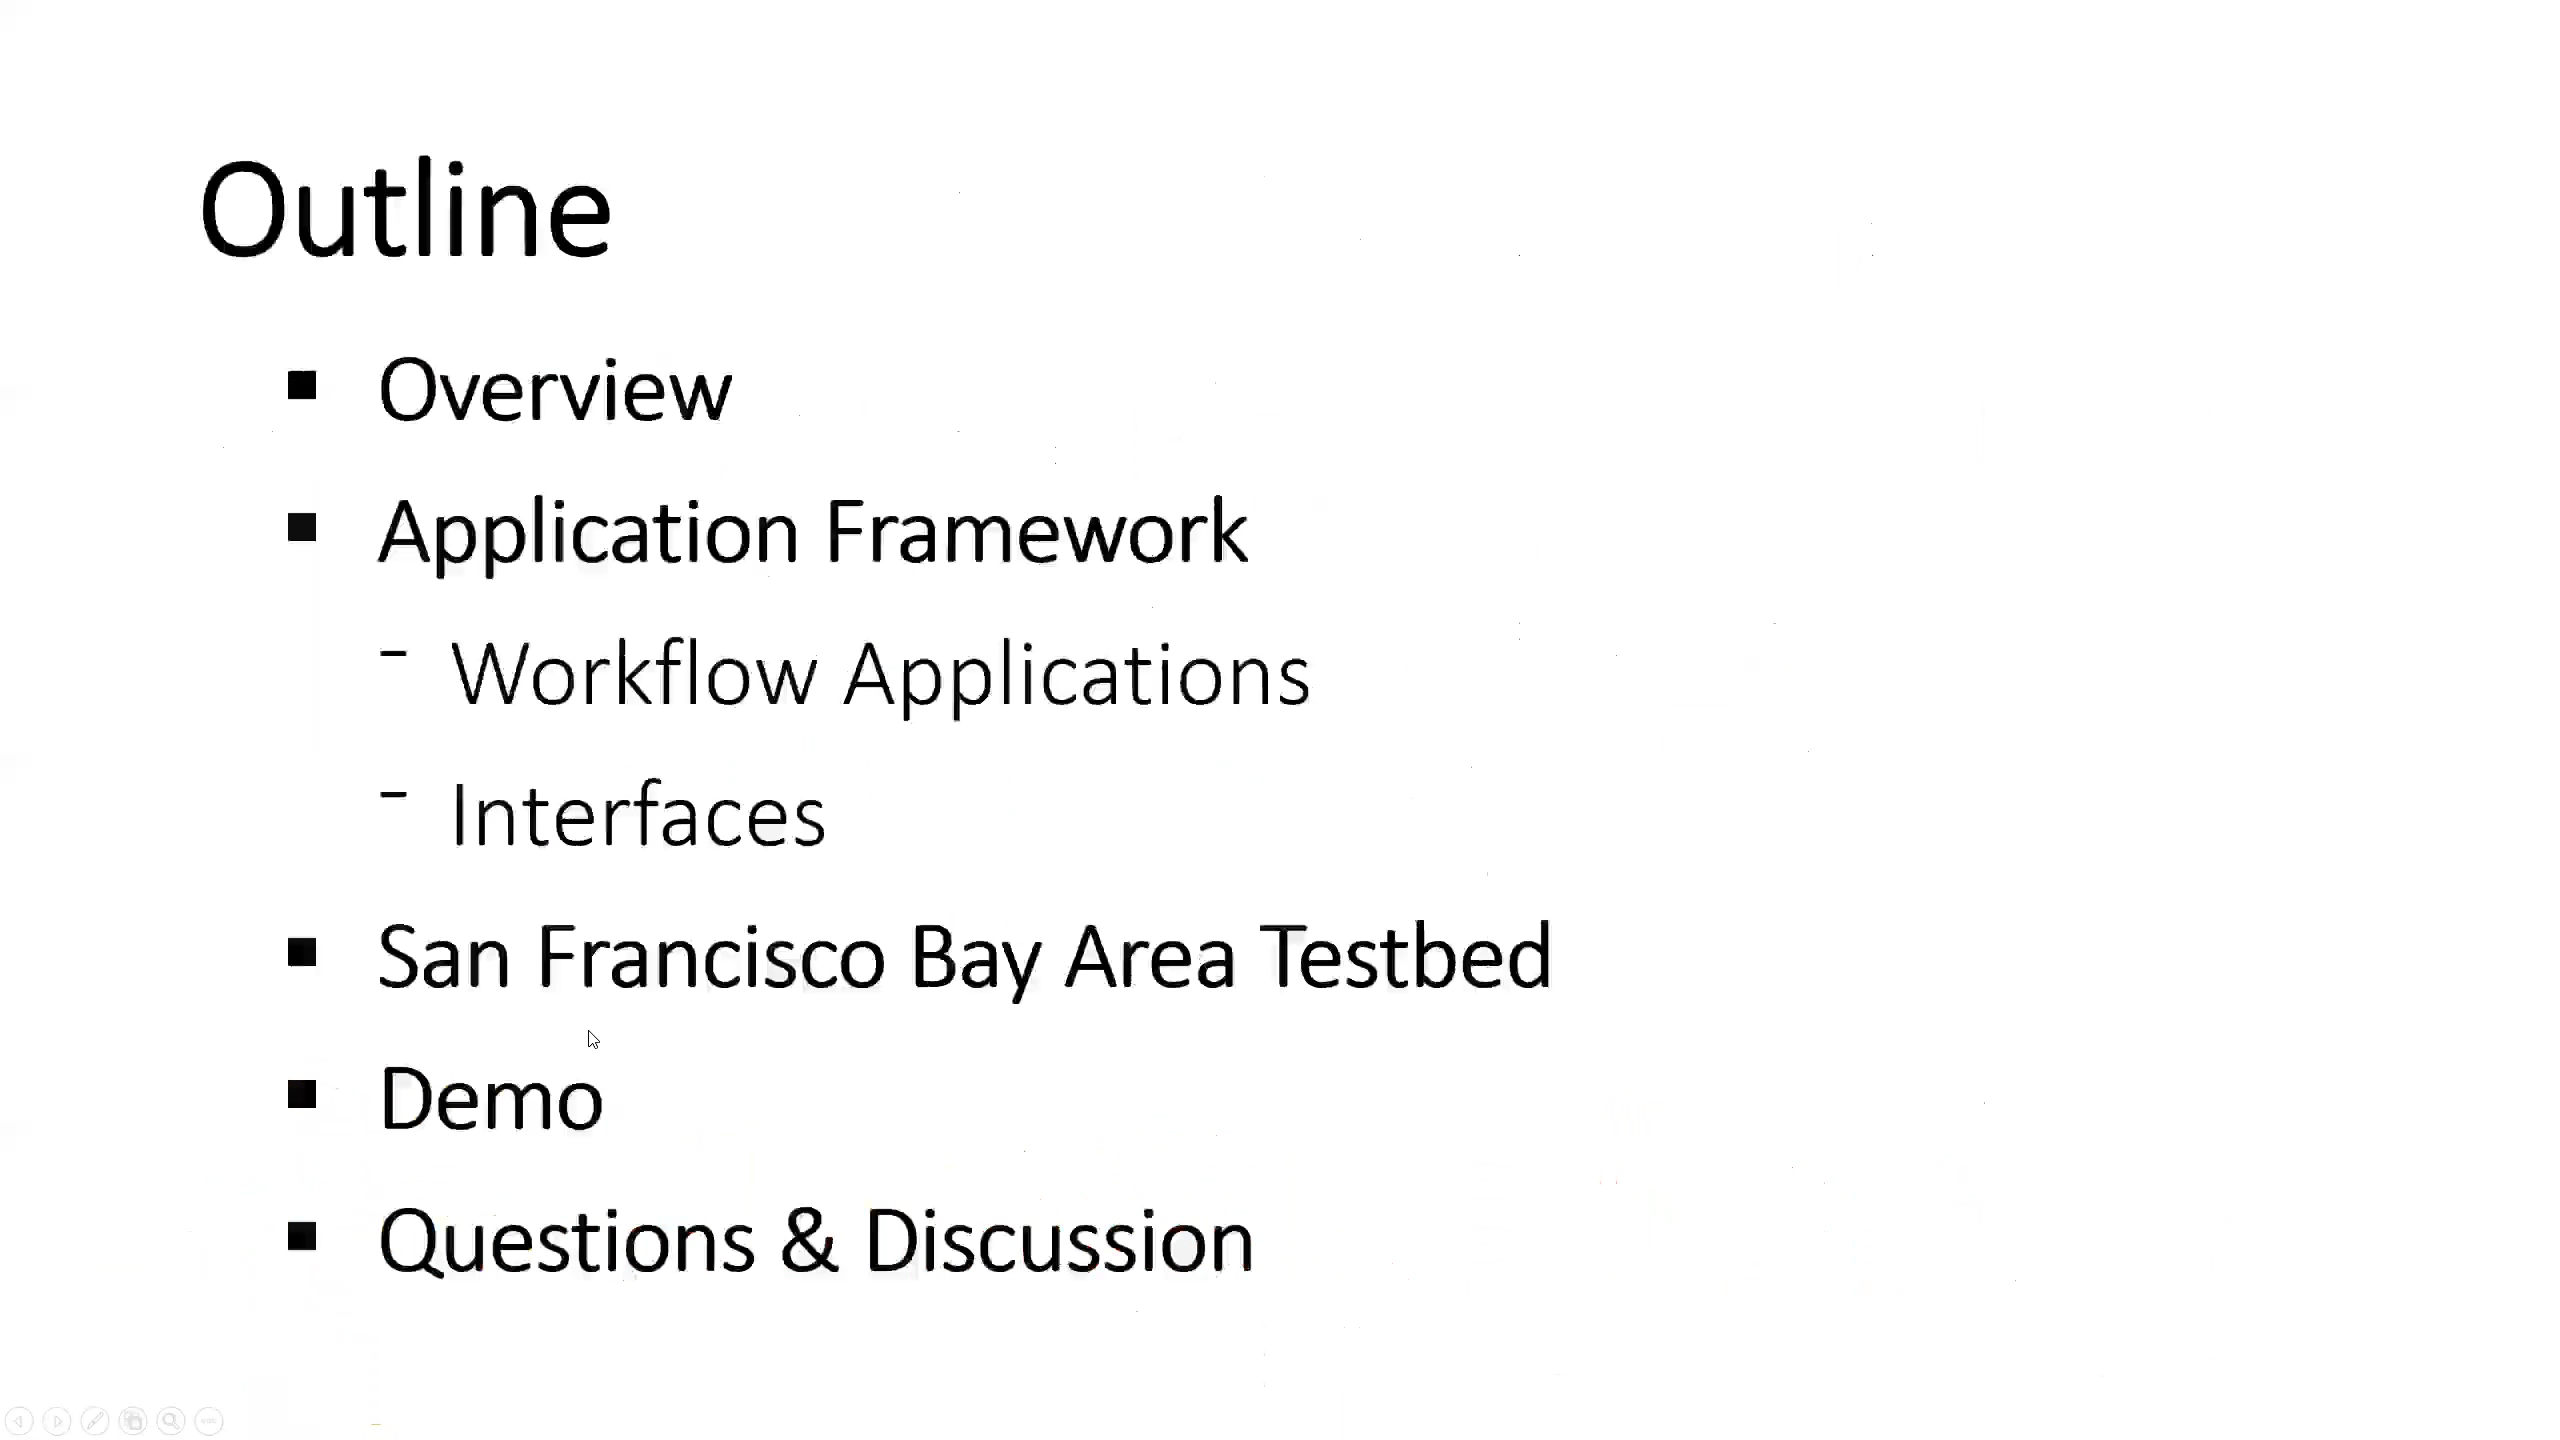 Outline
▪ Overview
▪ Application Framework
- Workflow Applications
- Interfaces
▪ San Francisco Bay Area Testbed
▪ Demo
▪ Questions & Discussion